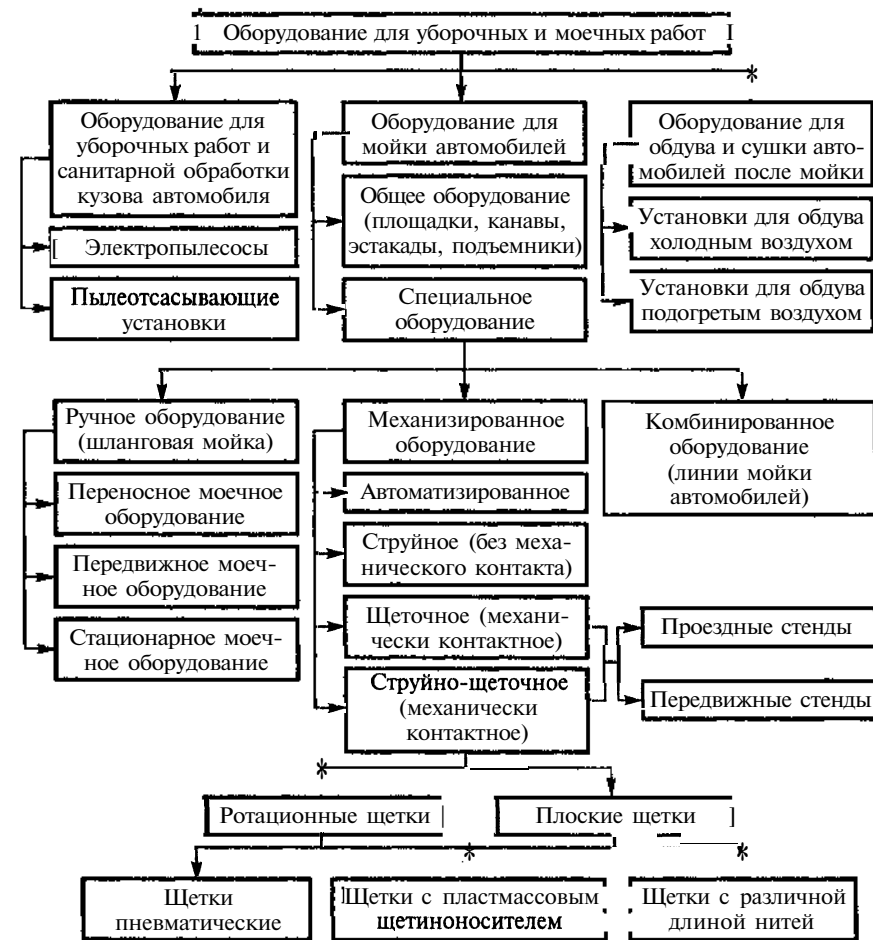 Оборудование для уборочных и моечных работ
Оборудование для
уборочных работ и
санитарной обработки
кузова автомобиля
Электропылесосы
Пылеотсасывающие
установки
Оборудование для
мойки автомобилей
Общее оборудование
(площадки, канавы,
эстакады, подъемники)
Специальное
оборудование
Оборудование для
обдува и сушки авто-
мобилей после мойки
Установки для обдува
холодным воздухом
Установки для обдува
подогретым воздухом
Ручное оборудование
(шланговая мойка)
Переносное моечное
оборудование
Передвижное моеч-
ное оборудование
Стационарное моеч-
ное оборудование
Механизированное
оборудование
Автоматизированное
Струйное (без меха-
нического контакта)
Щеточное (механи-
чески контактное)
Струйно-щеточное
(механически
контактное)
Комбинированное
оборудование
(линии мойки
автомобилей)
Проездные стенды
Передвижные стенды
Ротационные щетки
Плоские щетки
Щетки
пневматические
Щетки с пластмассовым
щетиноносителем
Щетки с различной
длиной нитей